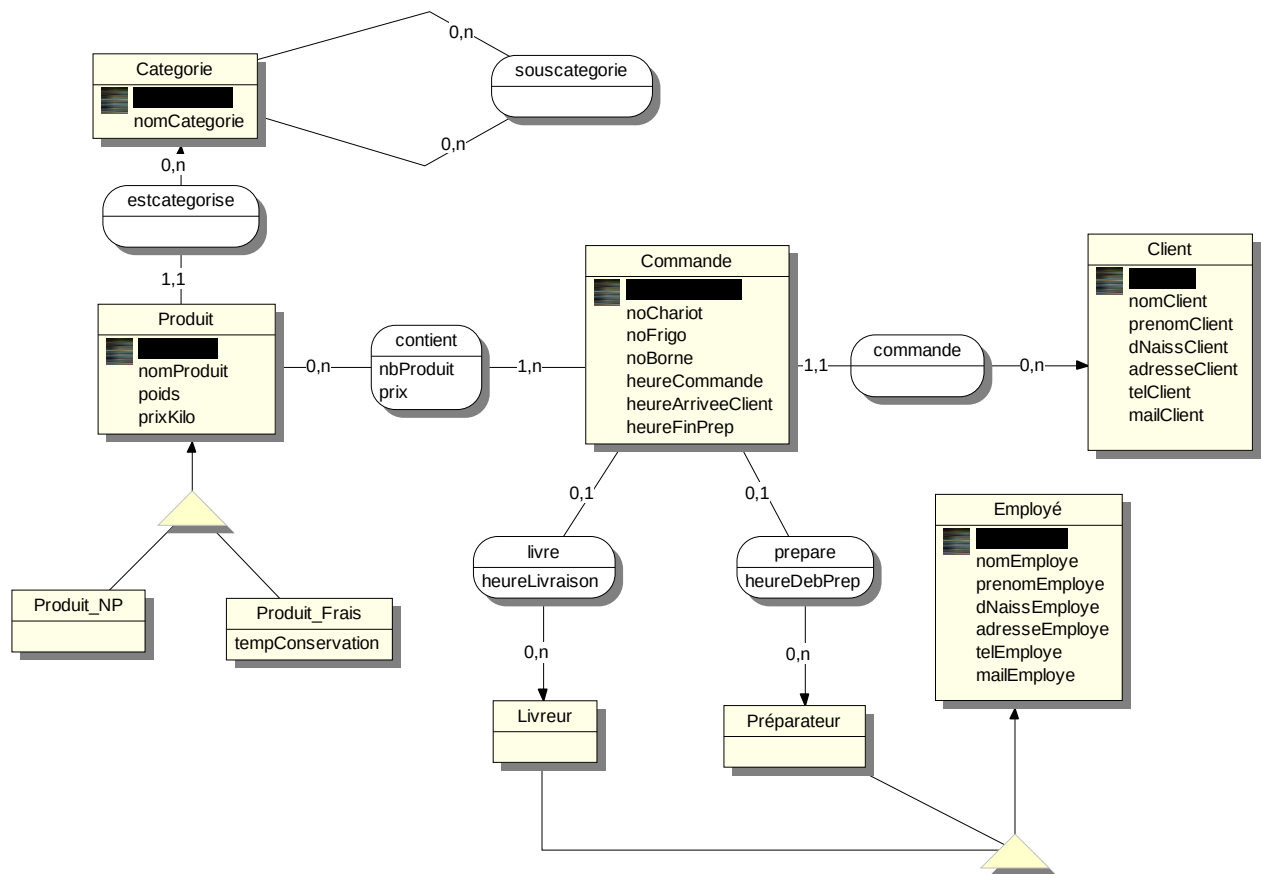 0,n
souscategorie
0,n
Categorie
nomCategorie
0,n
estcategorise
1,1
Produit
nomProduit
poids
prixKilo
0,n
contient
nbProduit
prix
1,n
Commande
noChariot
noFrigo
noBorne
heureCommande
heureArriveeClient
heureFinPrep
1,1
commande
0,n
Client
nomClient
prenomClient
dNaissClient
adresseClient
telClient
mailClient
Produit_NP
Produit_Frais
tempConservation
0,1
livre
heureLivraison
0,n
Livreur
0,1
prepare
heureDebPrep
0,n
Préparateur
Employé
nomEmploye
prenomEmploye
dNaissEmploye
adresseEmploye
telEmploye
mailEmploye